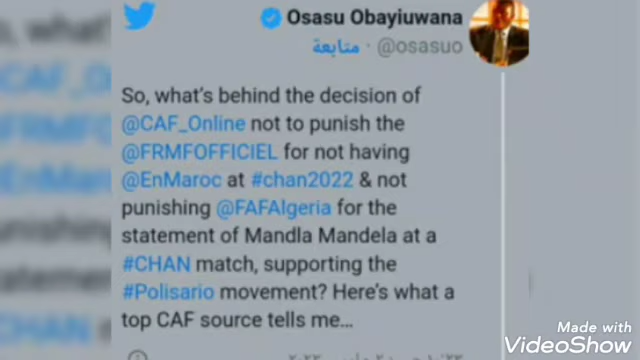 Osasu Obayiuwana
@osasuo · متابعة
So, what's behind the decision of
@CAF_Online not to punish the
@FRMFOFFICIEL for not having
@EnMaroc at #chan2022 & not
punishing @FAFAlgeria for the
statement of Mandla Mandela at a
#CHAN match, supporting the
#Polisario movement? Here's what a
top CAF source tells me…
Made with
VideoShow